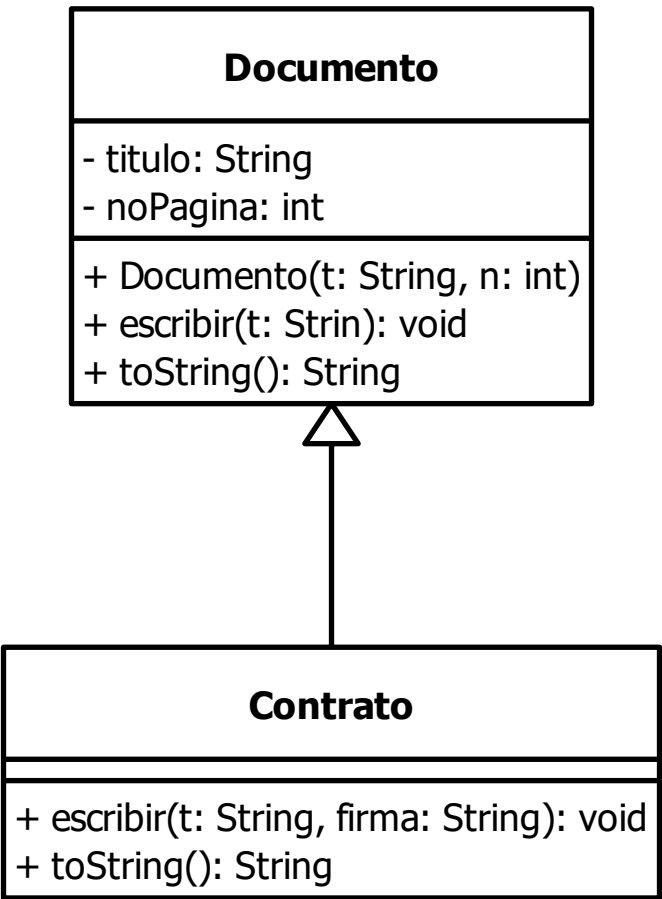 Documento
- titulo: String
- noPagina: int
+ Documento(t: String, n: int)
+ escribir(t: Strin): void
+ toString(): String
Contrato
+ escribir(t: String, firma: String): void
+ toString(): String